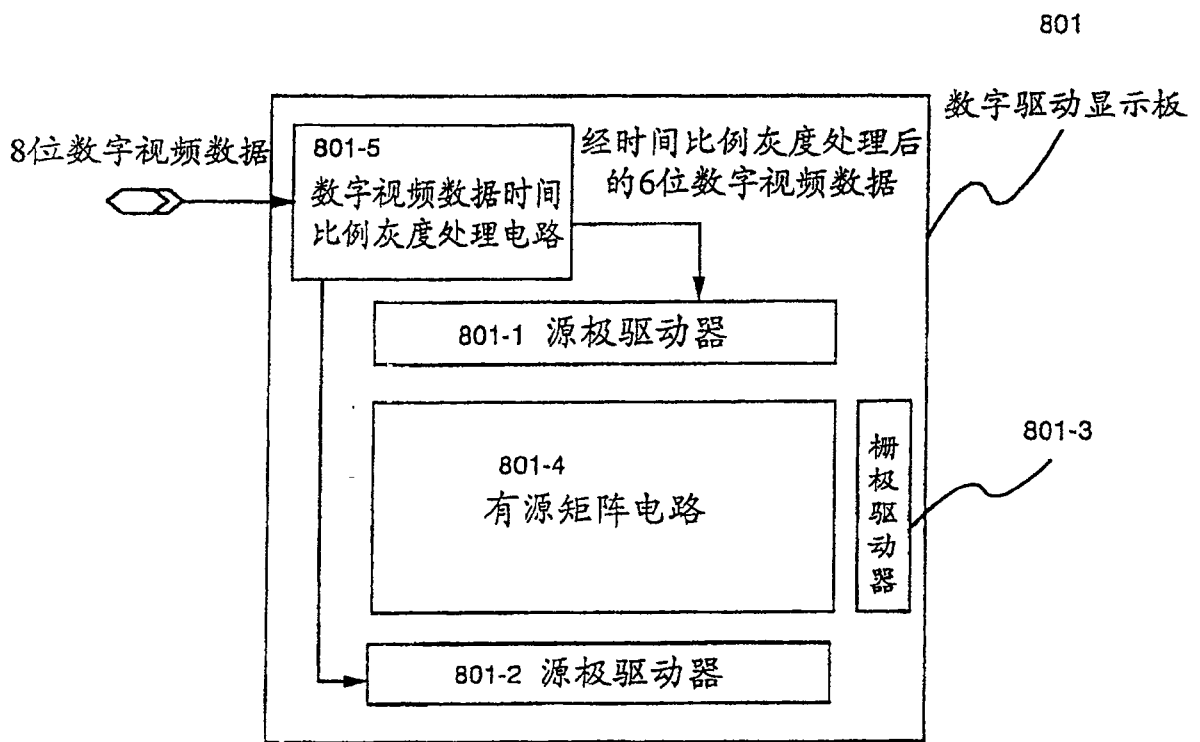 801
数字驱动显示板
8位数字视频数据
801-5
数字视频数据时间
比例灰度处理电路
经时间比例灰度处理后
的6位数字视频数据
801-1 源极驱动器
801-4
有源矩阵电路
栅极驱动器
801-3
801-2 源极驱动器